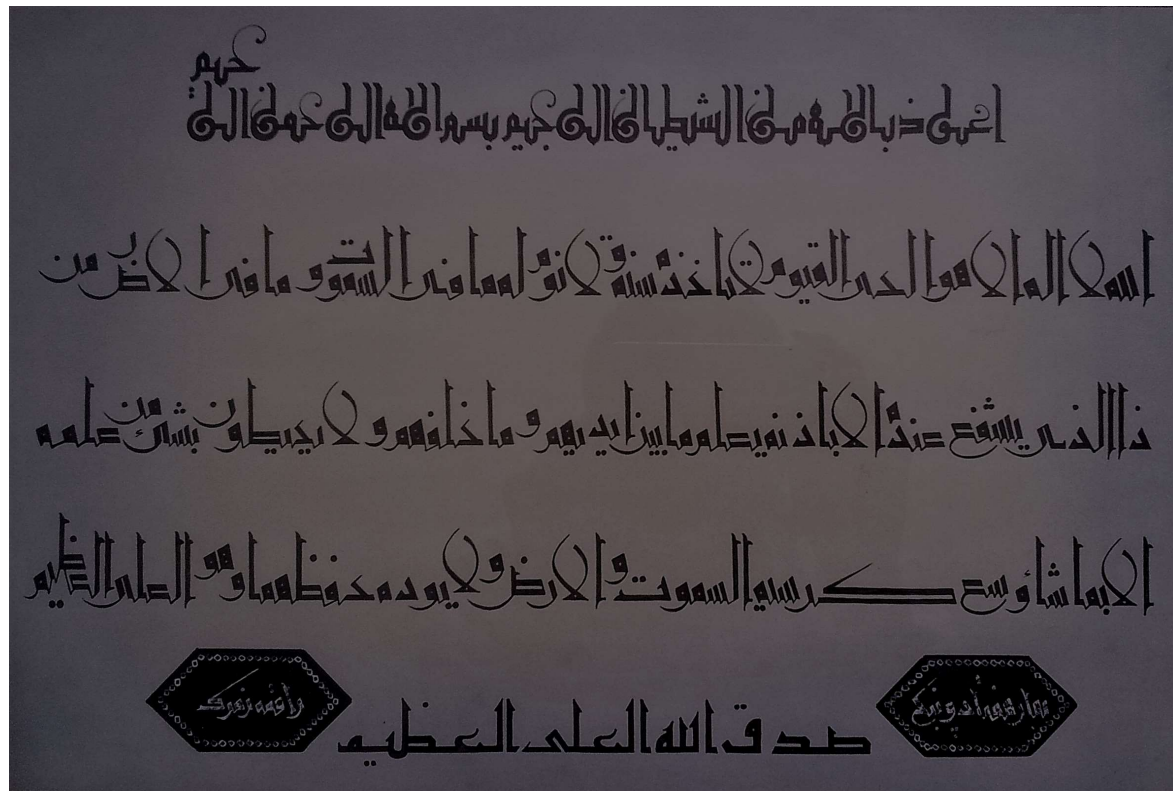 اعوذ بالله من الشيطان الرجيم بسم الله الرحمن الرحيم
الله لا اله الا هو الحي القيوم لا تاخذه سنة و لا نوم له ما في السموت و ما في الارض من
ذا الذي يشفع عنده الا باذنه يعلم ما بين ايديهم و ما خلفهم و لا يحيطون بشئ من علمه
الا بما شاء وسع كرسيه السموت و الارض و لا يوده حفظهما و هو العلي العظيم
صدق الله العلي العظيم